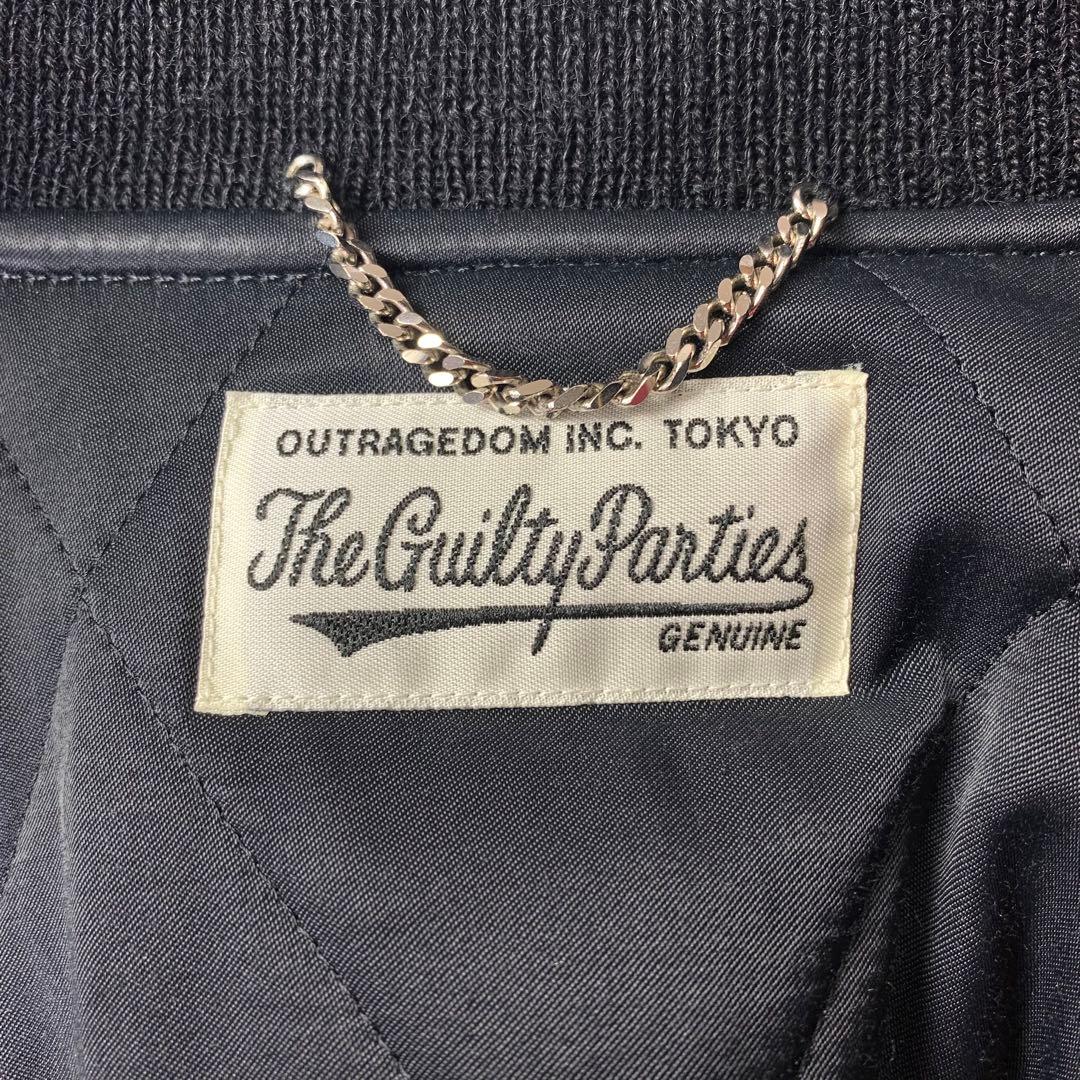 OUTRAGEDOM INC. TOKYO
The Guilty Parties
GENUINE